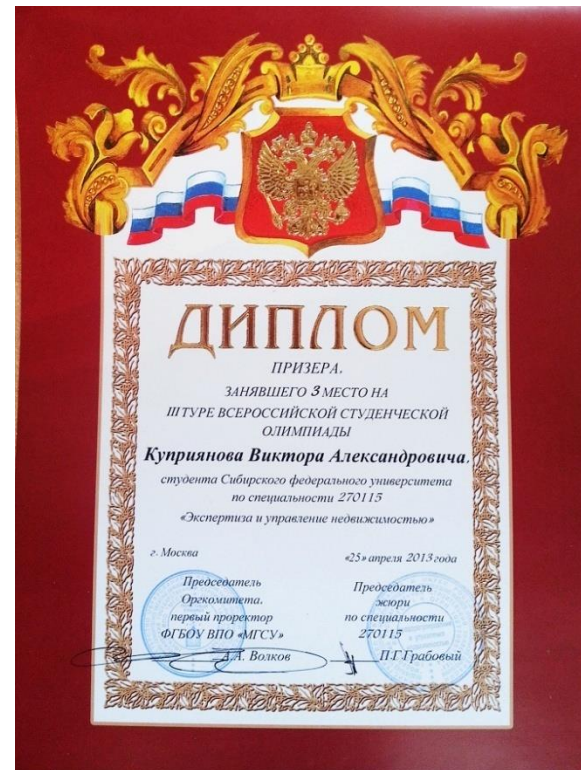 ДИПЛОМ
ПРИЗЕРА.
ЗАНЯВШЕГО 3 МЕСТО НА
III ТУРЕ ВСЕРОССИЙСКОЙ СТУДЕНЧЕСКОЙ
ОЛИМПИАДЫ
Куприянова Виктора Александровича.
студента Сибирского федерального университета
по специальности 270115
«Экспертиза и управление недвижимостью»
г. Москва
«25» апреля 2013 года
Председатель
Оргкомитета.
первый проректор
ФГБОУ ВПО «МГСУ»
А.А. Волков
Председатель
жюри
по специальности
270115
П.Г.Грабовый